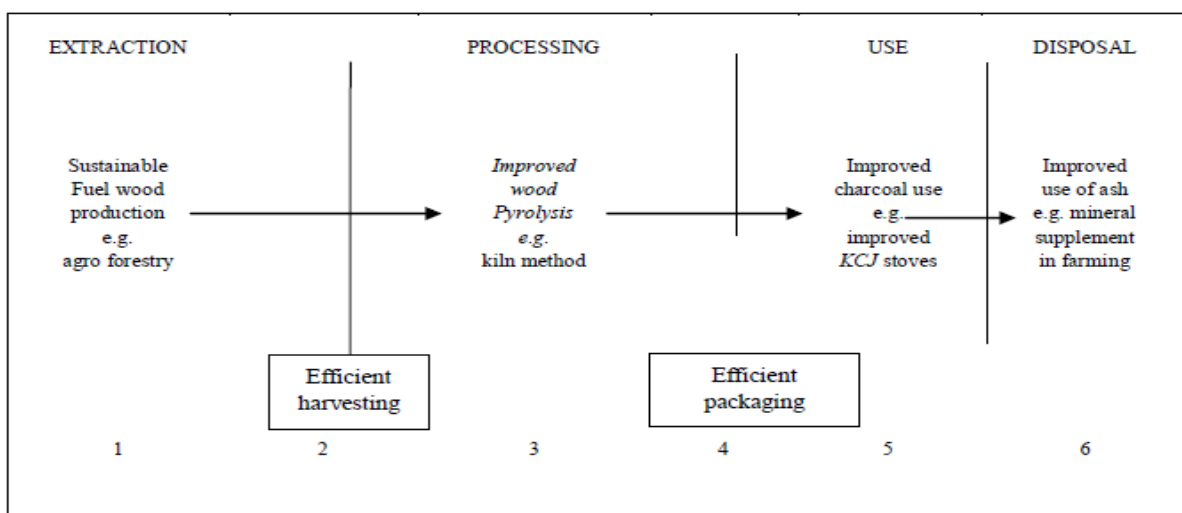 EXTRACTION
PROCESSING
USE
DISPOSAL
Sustainable
Fuel wood
production
e.g.
agro forestry
Improved
wood
Pyrolysis
e.g.
kiln method
Improved
charcoal use
e.g.
improved
KCJ stoves
Improved
use of ash
e.g. mineral
supplement
in farming
Efficient
harvesting
Efficient
packaging
1
2
3
4
5
6